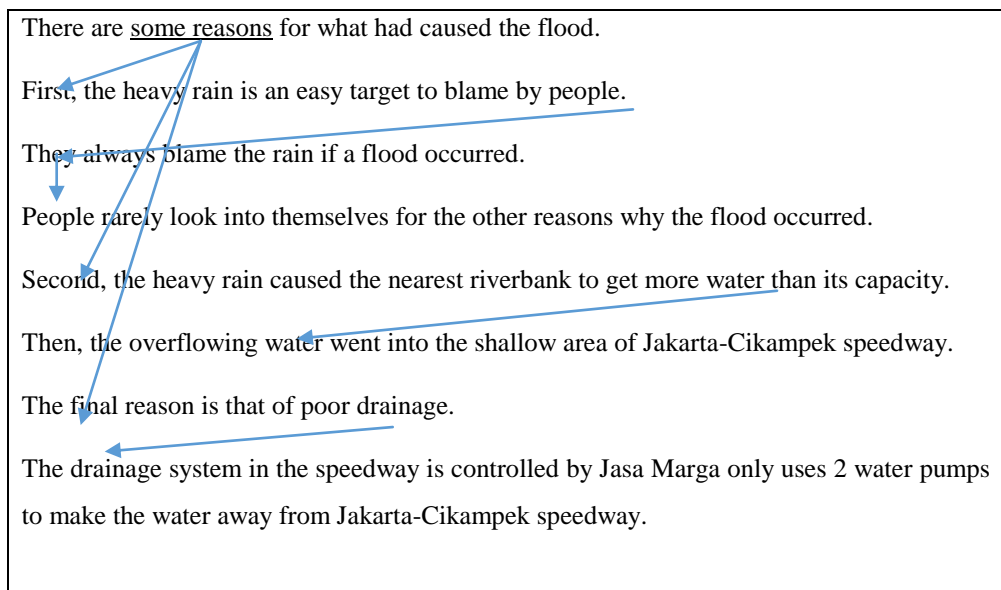 There are some reasons for what had caused the flood.
First, the heavy rain is an easy target to blame by people.
They always blame the rain if a flood occurred.
People rarely look into themselves for the other reasons why the flood occurred.
Second, the heavy rain caused the nearest riverbank to get more water than its capacity.
Then, the overflowing water went into the shallow area of Jakarta-Cikampek speedway.
The final reason is that of poor drainage.
The drainage system in the speedway is controlled by Jasa Marga only uses 2 water pumps
to make the water away from Jakarta-Cikampek speedway.